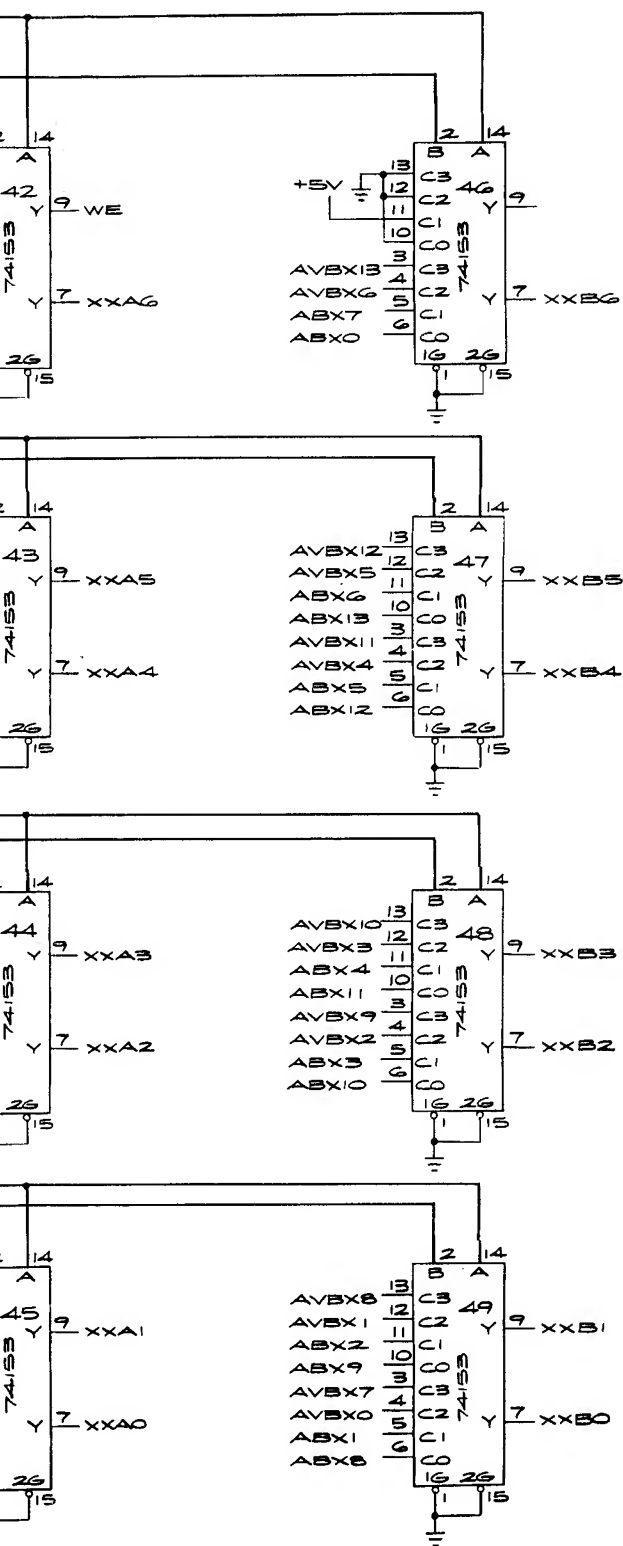 2 14
A
42
Y 9 WE
74153
Y 7 XXA6
2G
15
2 14
B A
+5V
13 C3
12 C2
11 C1
10 C0
46
Y 9
74153
AVBX13 3 C3
AVBX6 4 C2
ABX7 5 C1
ABX0 6 C0
Y 7 XXB6
1G 2G
1 15
2 14
A
43
Y 9 XXA5
74153
Y 7 XXA4
2G
15
2 14
B A
AVBX12 13 C3
AVBX5 12 C2
ABX6 11 C1
ABX13 10 C0
47
Y 9 XXB5
74153
AVBX11 3 C3
AVBX4 4 C2
ABX5 5 C1
ABX12 6 C0
Y 7 XXB4
1G 2G
1 15
14
A
44
Y 9 XXA3
74153
Y 7 XXA2
2G
15
2 14
B A
AVBX10 13 C3
AVBX3 12 C2
ABX4 11 C1
ABX11 10 C0
48
Y 9 XXB3
74153
AVBX9 3 C3
AVBX2 4 C2
ABX3 5 C1
ABX10 6 C0
Y 7 XXB2
1G 2G
1 15
14
A
45
Y 9 XXA1
74153
Y 7 XXA0
2G
15
2 14
B A
AVBX8 13 C3
AVBX1 12 C2
ABX2 11 C1
ABX9 10 C0
49
Y 9 XXB1
74153
AVBX7 3 C3
AVBX0 4 C2
ABX1 5 C1
ABX8 6 C0
Y 7 XXB0
1G 2G
1 15